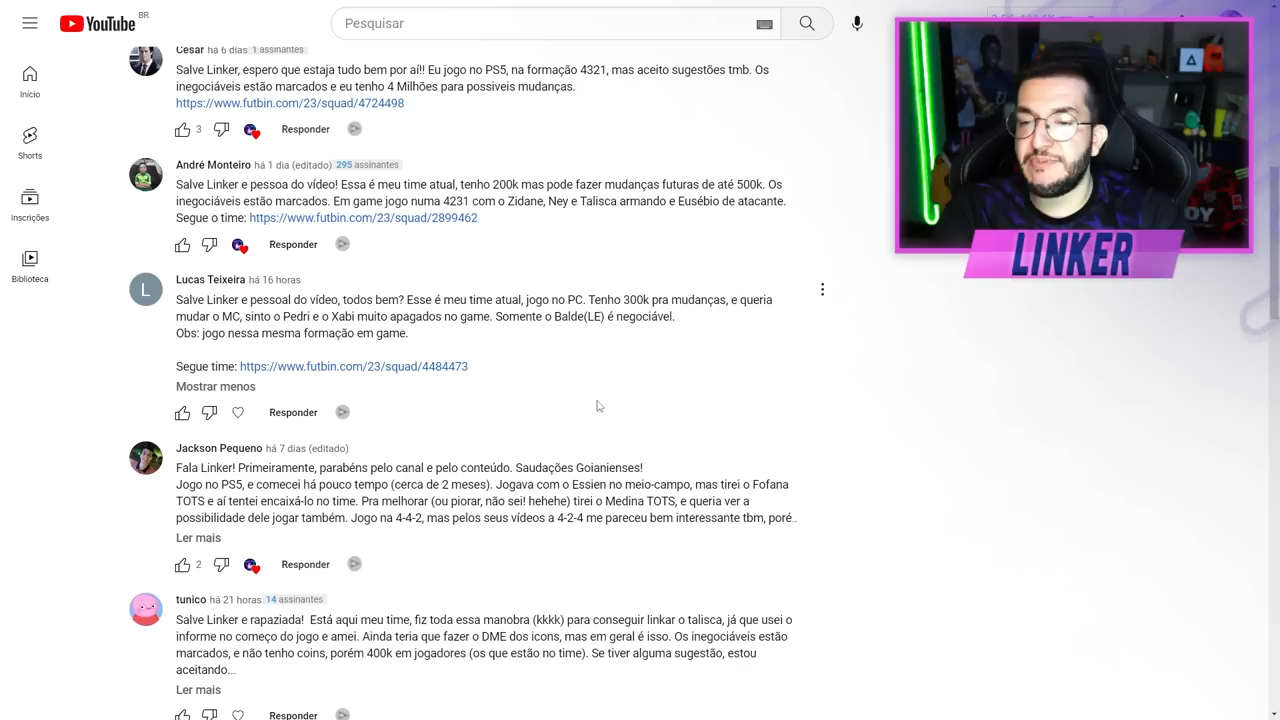 YouTube BR
Pesquisar
Início
Shorts
Inscrições
Biblioteca
Cesar há 6 dias 1 assinantes
Salve Linker, espero que estaja tudo bem por aí!! Eu jogo no PS5, na formação 4321, mas aceito sugestões tmb. Os
inegociáveis estão marcados e eu tenho 4 Milhões para possiveis mudanças.
https://www.futbin.com/23/squad/4724498
3 Responder
André Monteiro há 1 dia (editado) 295 assinantes
Salve Linker e pessoa do vídeo! Essa é meu time atual, tenho 200k mas pode fazer mudanças futuras de até 500k. Os
inegociáveis estão marcados. Em game jogo numa 4231 com o Zidane, Ney e Talisca armando e Eusébio de atacante.
Segue o time: https://www.futbin.com/23/squad/2899462
Responder
L
Lucas Teixeira há 16 horas
Salve Linker e pessoal do vídeo, todos bem? Esse é meu time atual, jogo no PC. Tenho 300k pra mudanças, e queria
mudar o MC, sinto o Pedri e o Xabi muito apagados no game. Somente o Balde(LE) é negociável.
Obs: jogo nessa mesma formação em game.
Segue time: https://www.futbin.com/23/squad/4484473
Mostrar menos
Responder
Jackson Pequeno há 7 dias (editado)
Fala Linker! Primeiramente, parabéns pelo canal e pelo conteúdo. Saudações Goianienses!
Jogo no PS5, e comecei há pouco tempo (cerca de 2 meses). Jogava com o Essien no meio-campo, mas tirei o Fofana
TOTS e aí tentei encaixá-lo no time. Pra melhorar (ou piorar, não sei! hehehe) tirei o Medina TOTS, e queria ver a
possibilidade dele jogar também. Jogo na 4-4-2, mas pelos seus vídeos a 4-2-4 me pareceu bem interessante tbm, poré...
Ler mais
2 Responder
tunico há 21 horas 14 assinantes
Salve Linker e rapaziada! Está aqui meu time, fiz toda essa manobra (kkkk) para conseguir linkar o talisca, já que usei o
informe no começo do jogo e amei. Ainda teria que fazer o DME dos icons, mas em geral é isso. Os inegociáveis estão
marcados, e não tenho coins, porém 400k em jogadores (os que estão no time). Se tiver alguma sugestão, estou
aceitando...
Ler mais
Responder
LINKER